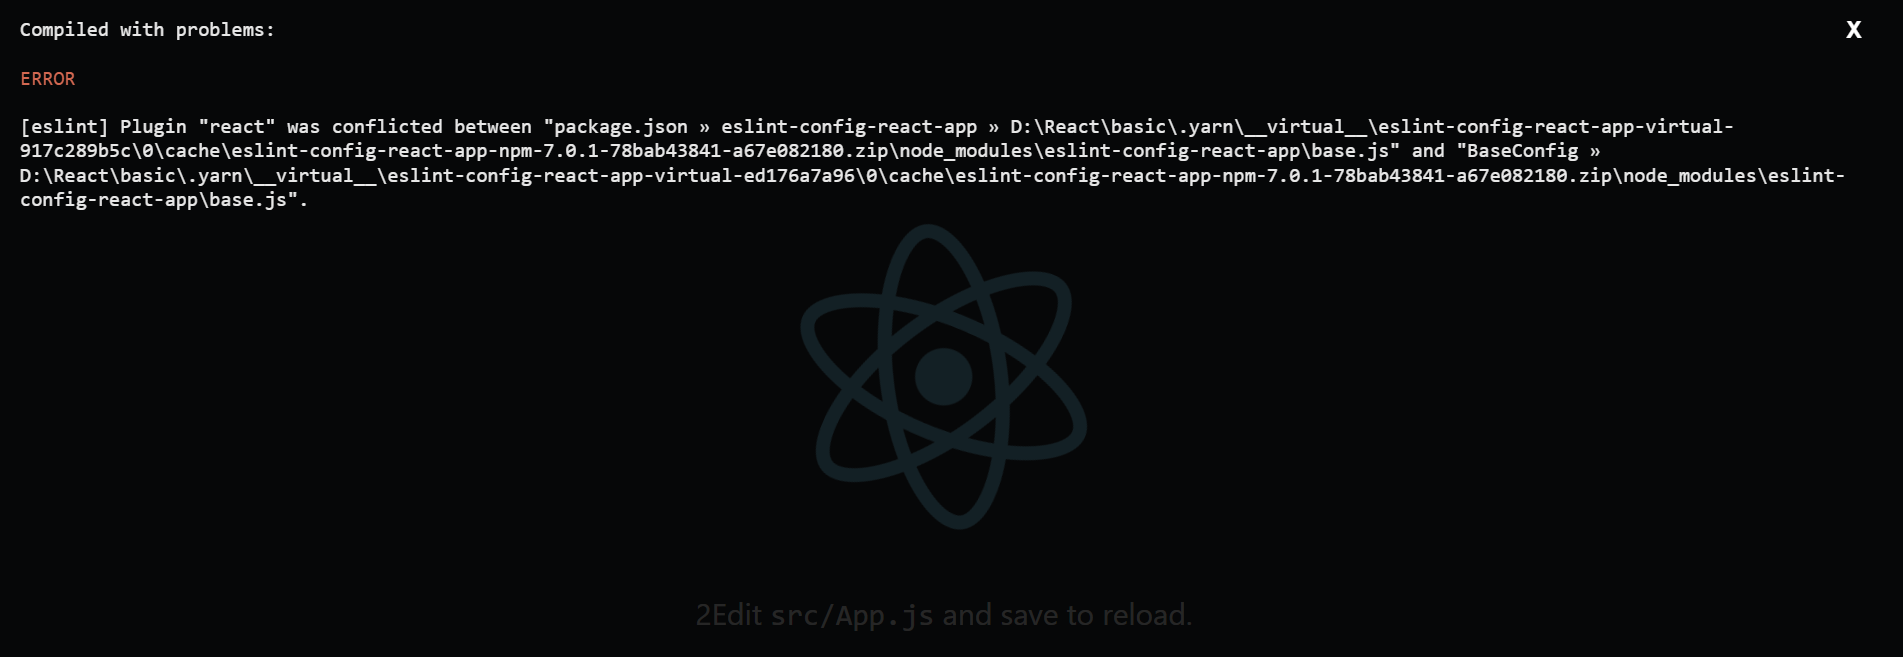 Compiled with problems:
X
ERROR
[eslint] Plugin "react" was conflicted between "package.json » eslint-config-react-app » D:\React\basic\.yarn\__virtual__\eslint-config-react-app-virtual-
917c289b5c\0\cache\eslint-config-react-app-npm-7.0.1-78bab43841-a67e082180.zip\node_modules\eslint-config-react-app\base.js" and "BaseConfig »
D:\React\basic\.yarn\__virtual__\eslint-config-react-app-virtual-ed176a7a96\0\cache\eslint-config-react-app-npm-7.0.1-78bab43841-a67e082180.zip\node_modules\eslint-
config-react-app\base.js".
2Edit src/App.js and save to reload.